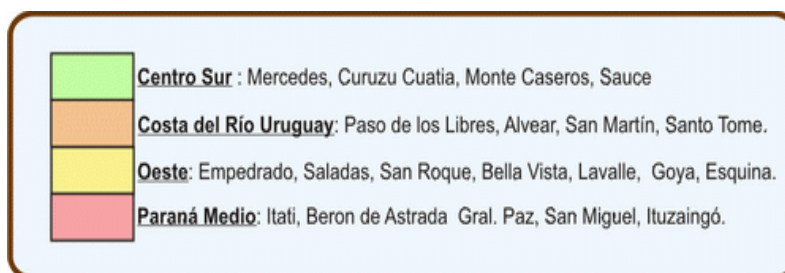 Centro Sur : Mercedes, Curuzu Cuatia, Monte Caseros, Sauce
Costa del Río Uruguay: Paso de los Libres, Alvear, San Martín, Santo Tome.
Oeste: Empedrado, Saladas, San Roque, Bella Vista, Lavalle, Goya, Esquina.
Paraná Medio: Itati, Beron de Astrada Gral. Paz, San Miguel, Ituzaingó.